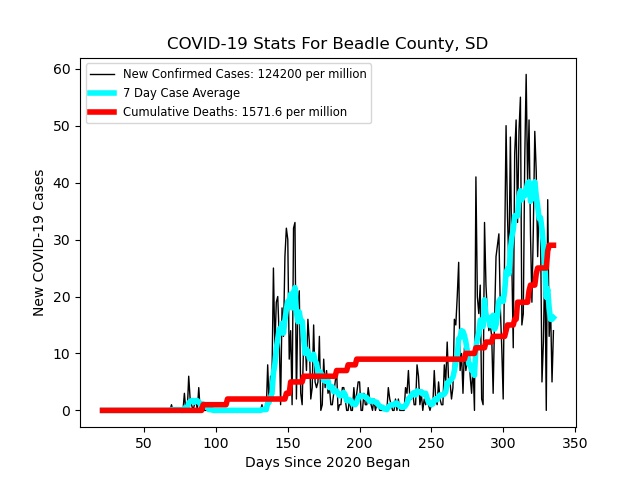 COVID-19 Stats For Beadle County, SD
New Confirmed Cases: 124200 per million
7 Day Case Average
Cumulative Deaths: 1571.6 per million
New COVID-19 Cases
60
50
40
30
20
10
0
50 100 150 200 250 300 350
Days Since 2020 Began